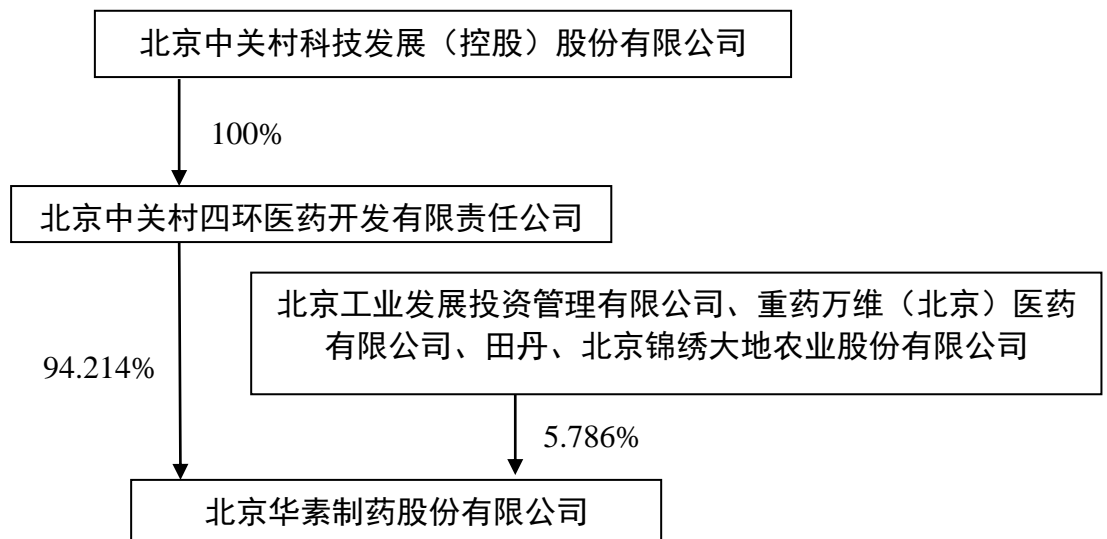 北京中关村科技发展（控股）股份有限公司
100%
北京中关村四环医药开发有限责任公司
北京工业发展投资管理有限公司、重药万维（北京）医药
有限公司、田丹、北京锦绣大地农业股份有限公司
94.214%
5.786%
北京华素制药股份有限公司